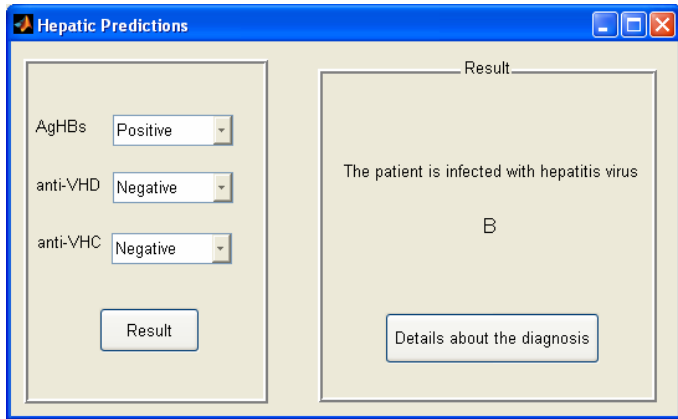 Hepatic Predictions
AgHBs Positive
anti-VHD Negative
anti-VHC Negative
Result
Result
The patient is infected with hepatitis virus
B
Details about the diagnosis